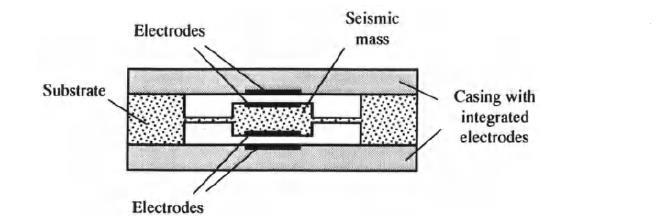 Electrodes
Seismic
mass
Substrate
Casing with
integrated
electrodes
Electrodes